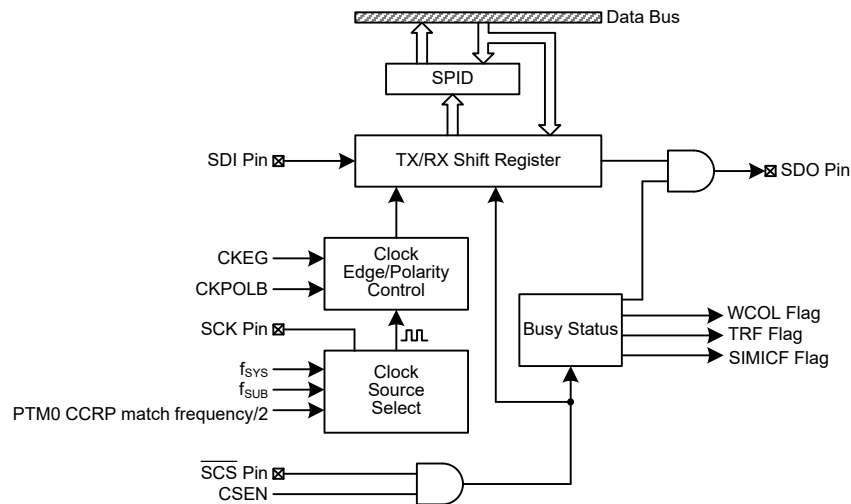 Data Bus
SPID
SDI Pin
TX/RX Shift Register
SDO Pin
CKEG
CKPOLB
Clock
Edge/Polarity
Control
SCK Pin
Busy Status
WCOL Flag
TRF Flag
SIMICF Flag
fSYS
fSUB
PTM0 CCRP match frequency/2
Clock
Source
Select
SCS Pin
CSEN